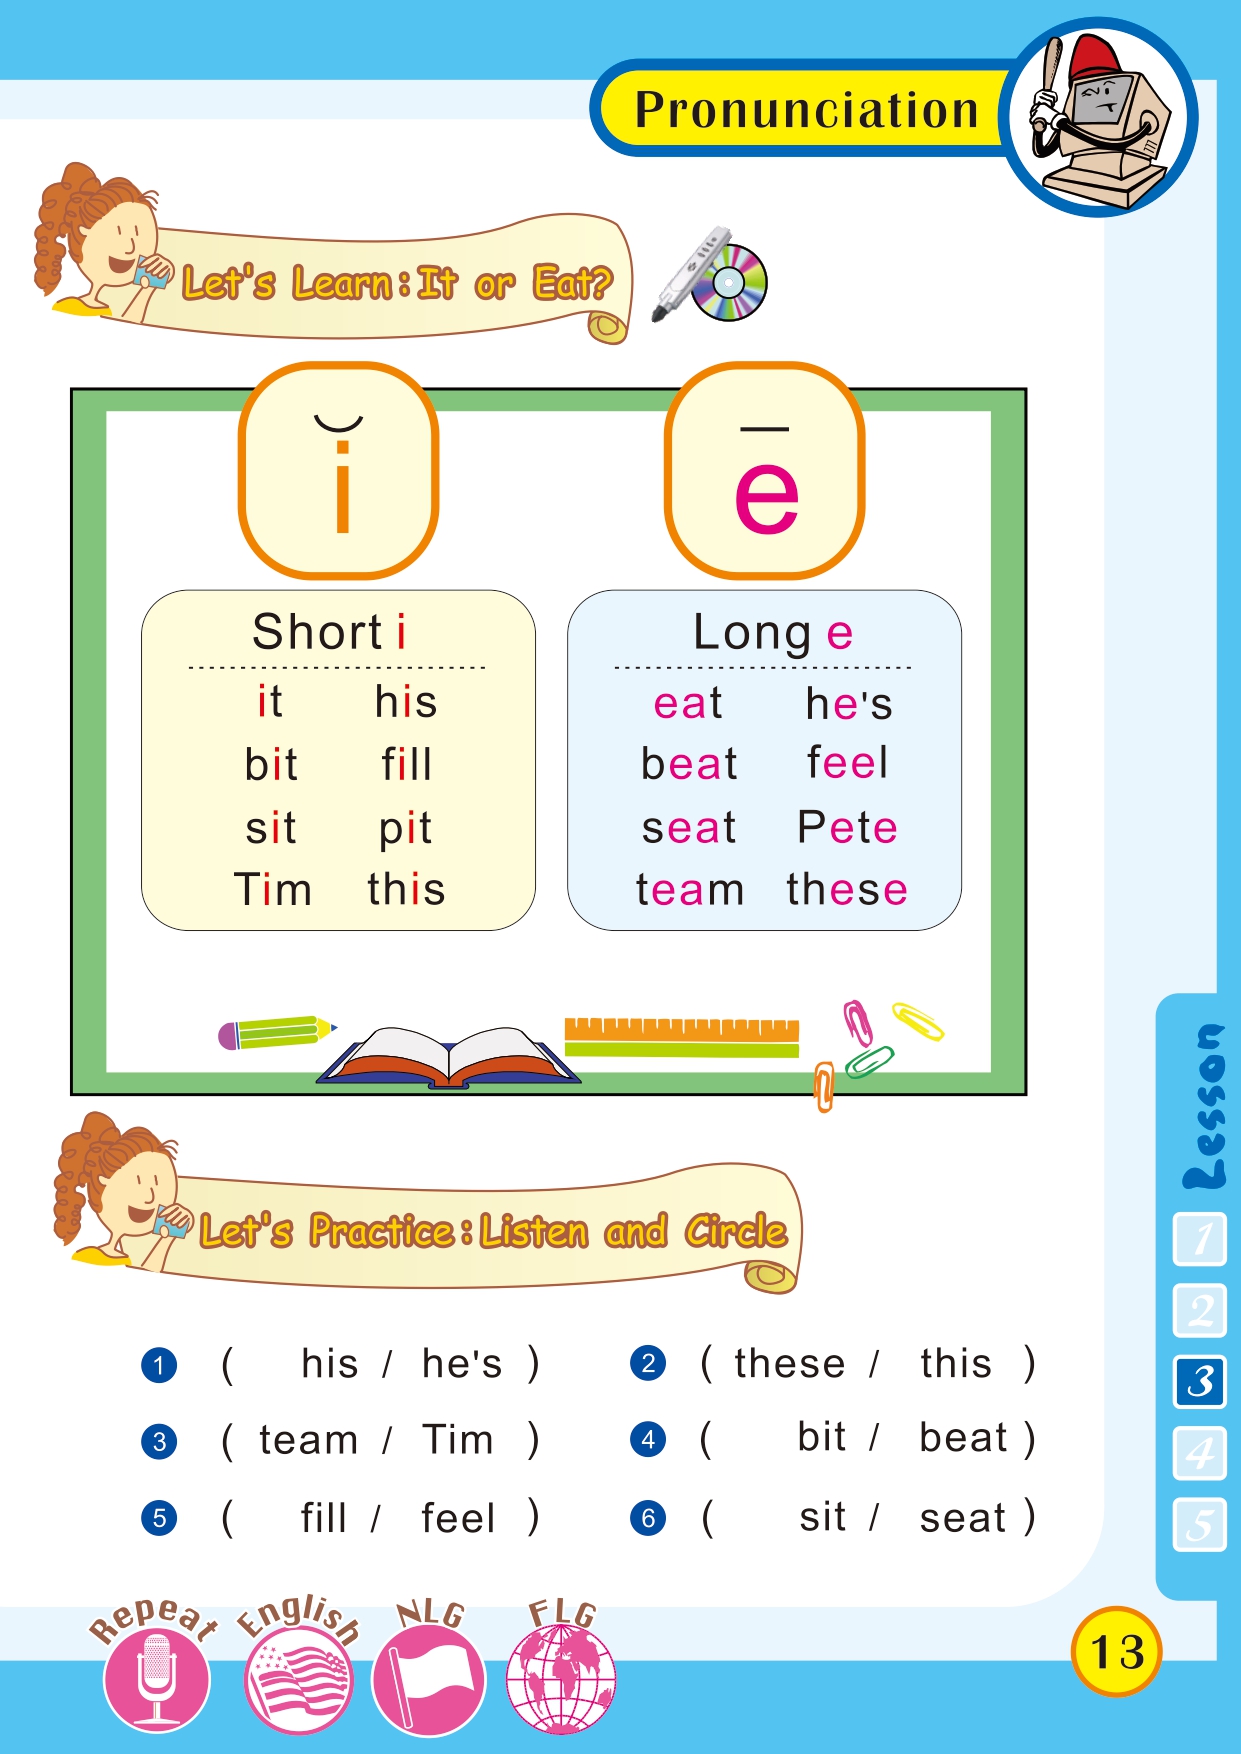 Pronunciation
Let's Learn : It or Eat?
ĭ
ē
Short i
it his
bit fill
sit pit
Tim this
Long e
eat he's
beat feel
seat Pete
team these
Let's Practice : Listen and Circle
1 ( his / he's )
2 ( these / this )
3 ( team / Tim )
4 ( bit / beat )
5 ( fill / feel )
6 ( sit / seat )
Lesson
1
2
3
4
5
Repeat
English
NLG
FLG
13